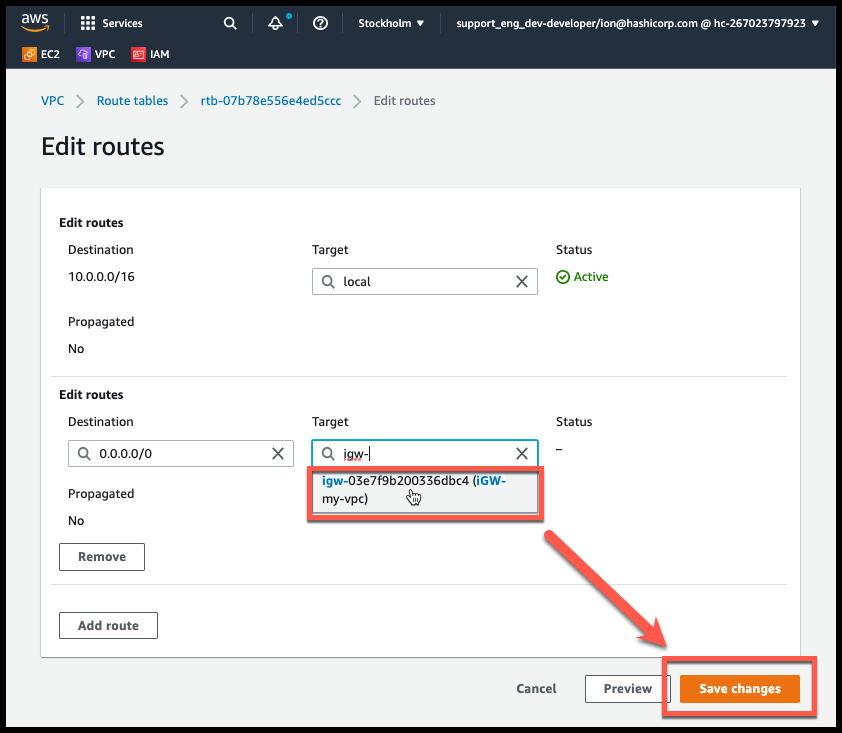 aws Services Stockholm support_eng_dev-developer/ion@hashicorp.com @ hc-267023797923
EC2 VPC IAM
VPC Route tables rtb-07b78e556e4ed5ccc Edit routes
Edit routes
Edit routes
Destination Target Status
10.0.0.0/16 local Active
Propagated
No
Edit routes
Destination Target Status
0.0.0.0/0 igw- –
igw-03e7f9b200336dbc4 (iGW-
my-vpc)
Propagated
No
Remove
Add route
Cancel Preview Save changes